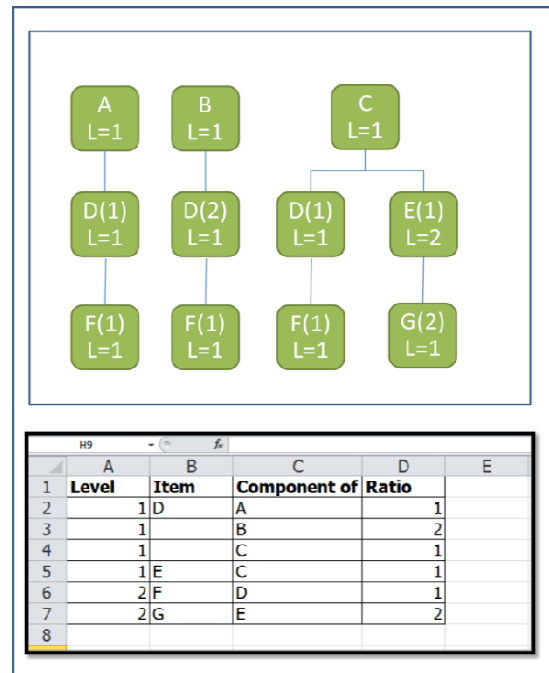 A
L=1
B
L=1
C
L=1
D(1)
L=1
D(2)
L=1
D(1)
L=1
E(1)
L=2
F(1)
L=1
F(1)
L=1
F(1)
L=1
G(2)
L=1
H9 fx
A B C D E
1 Level Item Component of Ratio
2 1 D A 1
3 1 B 2
4 1 C 1
5 1 E C 1
6 2 F D 1
7 2 G E 2
8